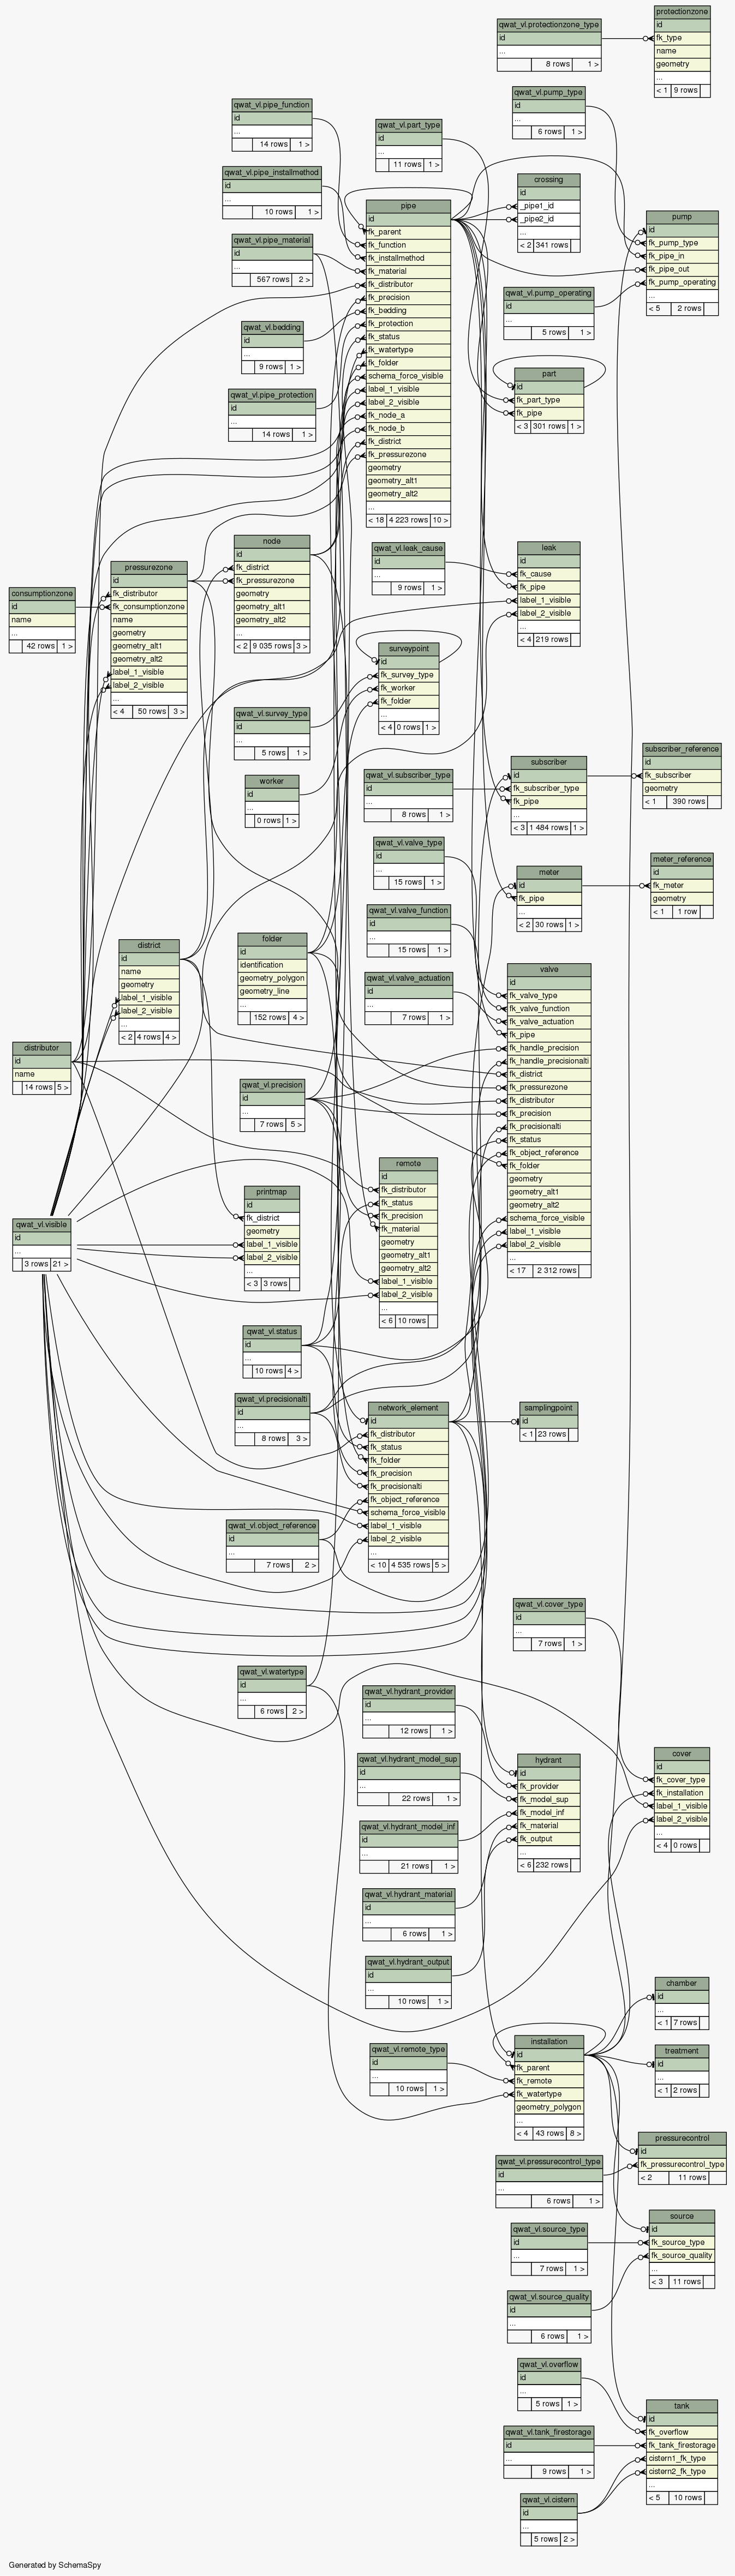 qwat_vl.protectionzone_type
id
...
8 rows 1 >
protectionzone
id
fk_type
name
geometry
...
< 1 9 rows
qwat_vl.pump_type
id
...
6 rows 1 >
qwat_vl.pipe_function
id
...
14 rows 1 >
qwat_vl.part_type
id
...
11 rows 1 >
qwat_vl.pipe_installmethod
id
...
10 rows 1 >
crossing
id
_pipe1_id
_pipe2_id
...
< 2 341 rows
pipe
id
fk_parent
fk_function
fk_installmethod
fk_material
fk_distributor
fk_precision
fk_bedding
fk_protection
fk_status
fk_watertype
fk_folder
schema_force_visible
label_1_visible
label_2_visible
fk_node_a
fk_node_b
fk_district
fk_pressurezone
geometry
geometry_alt1
geometry_alt2
...
< 18 4 223 rows 10 >
pump
id
fk_pump_type
fk_pipe_in
fk_pipe_out
fk_pump_operating
...
< 5 2 rows
qwat_vl.pipe_material
id
...
567 rows 2 >
qwat_vl.pump_operating
id
...
5 rows 1 >
qwat_vl.bedding
id
...
9 rows 1 >
part
id
fk_part_type
fk_pipe
< 3 301 rows 1 >
qwat_vl.pipe_protection
id
...
14 rows 1 >
node
id
fk_district
fk_pressurezone
geometry
geometry_alt1
geometry_alt2
...
< 2 9 035 rows 3 >
qwat_vl.leak_cause
id
...
9 rows 1 >
leak
id
fk_cause
fk_pipe
label_1_visible
label_2_visible
...
< 4 219 rows
pressurezone
id
fk_distributor
fk_consumptionzone
name
geometry
geometry_alt1
geometry_alt2
label_1_visible
label_2_visible
...
< 4 50 rows 3 >
consumptionzone
id
name
...
42 rows 1 >
surveypoint
id
fk_survey_type
fk_worker
fk_folder
...
< 4 0 rows 1 >
qwat_vl.survey_type
id
...
5 rows 1 >
worker
id
...
0 rows 1 >
qwat_vl.subscriber_type
id
...
8 rows 1 >
subscriber
id
fk_subscriber_type
fk_pipe
...
< 3 1 484 rows 1 >
subscriber_reference
id
fk_subscriber
geometry
< 1 390 rows
qwat_vl.valve_type
id
...
15 rows 1 >
meter
id
fk_pipe
...
< 2 30 rows 1 >
meter_reference
id
fk_meter
geometry
< 1 1 row
qwat_vl.valve_function
id
...
15 rows 1 >
qwat_vl.valve_actuation
id
...
7 rows 1 >
district
id
name
geometry
label_1_visible
label_2_visible
...
< 2 4 rows 4 >
folder
id
identification
geometry_polygon
geometry_line
...
152 rows 4 >
valve
id
fk_valve_type
fk_valve_function
fk_valve_actuation
fk_pipe
fk_handle_precision
fk_handle_precisionalti
fk_district
fk_pressurezone
fk_distributor
fk_precision
fk_precisionalti
fk_status
fk_object_reference
fk_folder
geometry
geometry_alt1
geometry_alt2
schema_force_visible
label_1_visible
label_2_visible
...
< 17 2 312 rows
distributor
id
name
14 rows 5 >
qwat_vl.precision
id
...
7 rows 5 >
remote
id
fk_distributor
fk_status
fk_precision
fk_material
geometry
geometry_alt1
geometry_alt2
label_1_visible
label_2_visible
...
< 6 10 rows
printmap
id
fk_district
geometry
label_1_visible
label_2_visible
...
< 3 3 rows
qwat_vl.visible
id
...
3 rows 21 >
qwat_vl.status
id
...
10 rows 4 >
qwat_vl.precisionalti
id
...
8 rows 3 >
network_element
id
fk_distributor
fk_status
fk_folder
fk_precision
fk_precisionalti
fk_object_reference
schema_force_visible
label_1_visible
label_2_visible
...
< 10 4 535 rows 5 >
samplingpoint
id
< 1 23 rows
qwat_vl.object_reference
id
...
7 rows 2 >
qwat_vl.cover_type
id
...
7 rows 1 >
qwat_vl.watertype
id
...
6 rows 2 >
qwat_vl.hydrant_provider
id
...
12 rows 1 >
qwat_vl.hydrant_model_sup
id
...
22 rows 1 >
hydrant
id
fk_provider
fk_model_sup
fk_model_inf
fk_material
fk_output
...
< 6 232 rows
cover
id
fk_cover_type
fk_installation
label_1_visible
label_2_visible
...
< 4 0 rows
qwat_vl.hydrant_model_inf
id
...
21 rows 1 >
qwat_vl.hydrant_material
id
...
6 rows 1 >
qwat_vl.hydrant_output
id
...
10 rows 1 >
chamber
id
...
< 1 7 rows
installation
id
fk_parent
fk_remote
fk_watertype
geometry_polygon
...
< 4 43 rows 8 >
qwat_vl.remote_type
id
...
10 rows 1 >
treatment
id
...
< 1 2 rows
pressurecontrol
id
fk_pressurecontrol_type
< 2 11 rows
qwat_vl.pressurecontrol_type
id
...
6 rows 1 >
source
id
fk_source_type
fk_source_quality
...
< 3 11 rows
qwat_vl.source_type
id
...
7 rows 1 >
qwat_vl.source_quality
id
...
6 rows 1 >
qwat_vl.overflow
id
...
5 rows 1 >
tank
id
fk_overflow
fk_tank_firestorage
cistern1_fk_type
cistern2_fk_type
...
< 5 10 rows
qwat_vl.tank_firestorage
id
...
9 rows 1 >
qwat_vl.cistern
id
...
5 rows 2 >
Generated by SchemaSpy